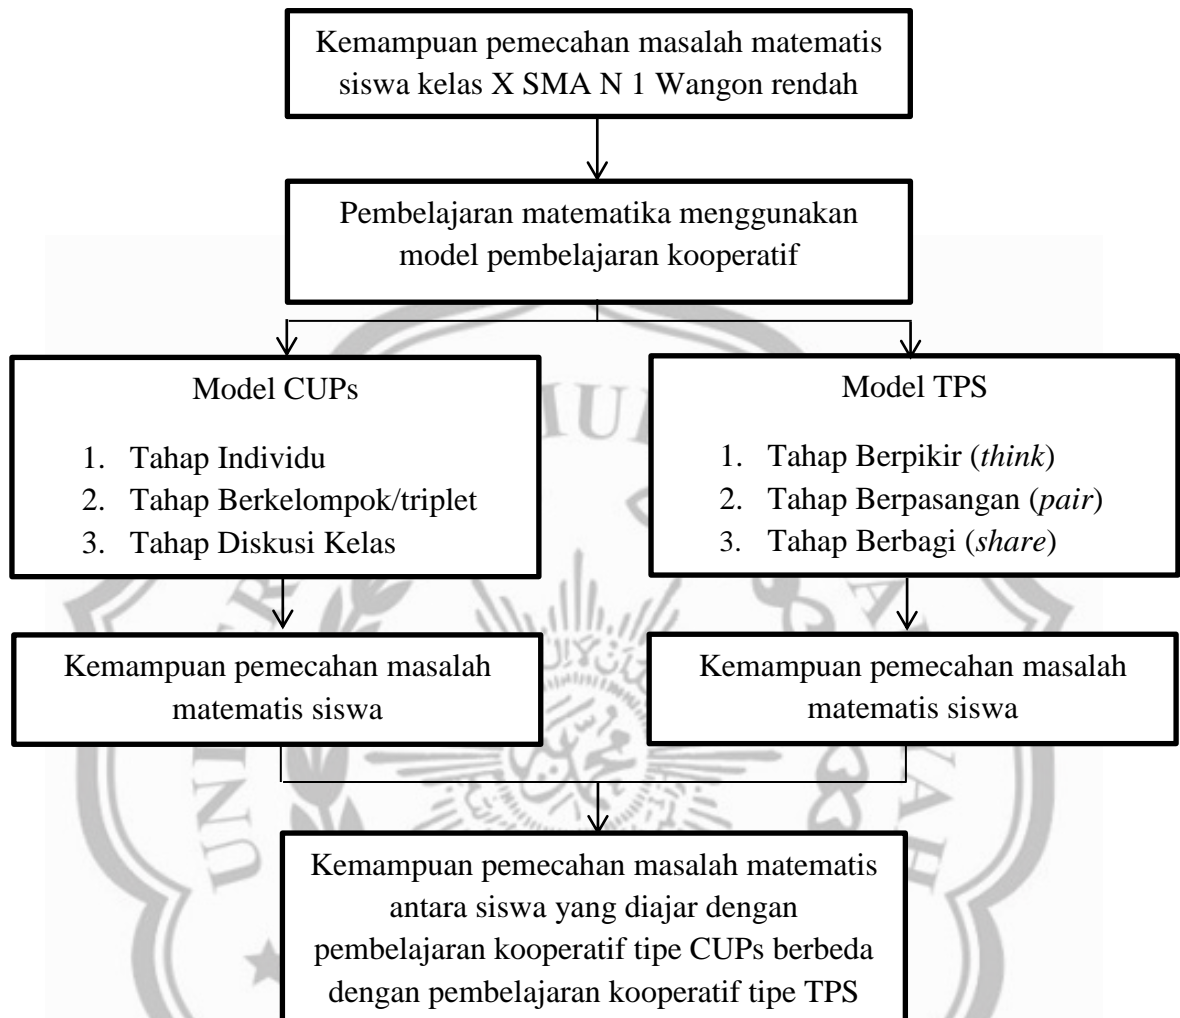 Kemampuan pemecahan masalah matematis
siswa kelas X SMA N 1 Wangon rendah
Pembelajaran matematika menggunakan
model pembelajaran kooperatif
Model CUPs
1. Tahap Individu
2. Tahap Berkelompok/triplet
3. Tahap Diskusi Kelas
Model TPS
1. Tahap Berpikir (think)
2. Tahap Berpasangan (pair)
3. Tahap Berbagi (share)
Kemampuan pemecahan masalah
matematis siswa
Kemampuan pemecahan masalah
matematis siswa
Kemampuan pemecahan masalah matematis
antara siswa yang diajar dengan
pembelajaran kooperatif tipe CUPs berbeda
dengan pembelajaran kooperatif tipe TPS